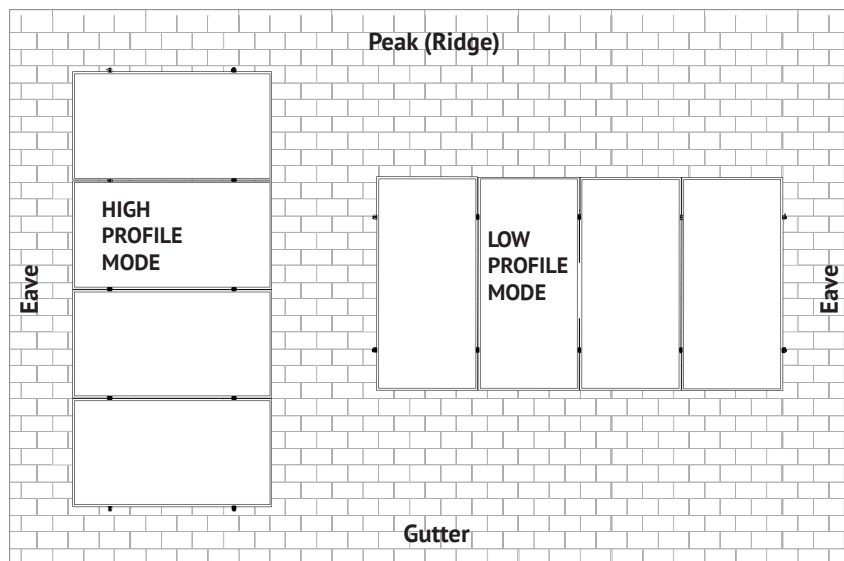 Peak (Ridge)
HIGH
PROFILE
MODE
LOW
PROFILE
MODE
Eave
Eave
Gutter